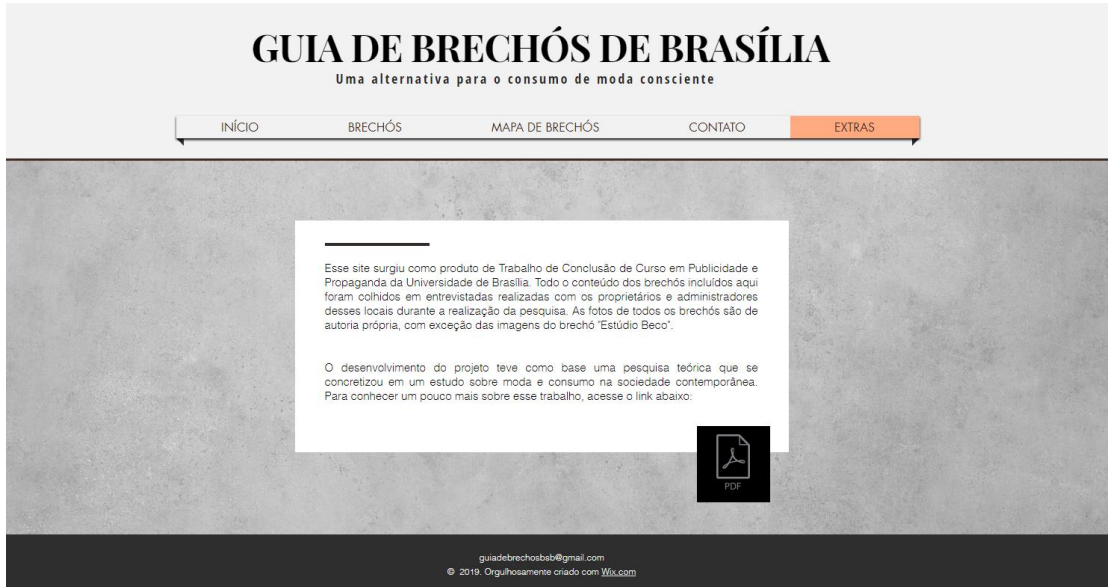 GUIA DE BRECHÓS DE BRASÍLIA
Uma alternativa para o consumo de moda consciente
INÍCIO BRECHÓS MAPA DE BRECHÓS CONTATO EXTRAS
Esse site surgiu como produto de Trabalho de Conclusão de Curso em Publicidade e
Propaganda da Universidade de Brasília. Todo o conteúdo dos brechós incluídos aqui
foram colhidos em entrevistadas realizadas com os proprietários e administradores
desses locais durante a realização da pesquisa. As fotos de todos os brechós são de
autoria própria, com exceção das imagens do brechó "Estúdio Beco".
O desenvolvimento do projeto teve como base uma pesquisa teórica que se
concretizou em um estudo sobre moda e consumo na sociedade contemporânea.
Para conhecer um pouco mais sobre esse trabalho, acesse o link abaixo:
PDF
guiadebrechosbsb@gmail.com
© 2019. Orgulhosamente criado com Wix.com